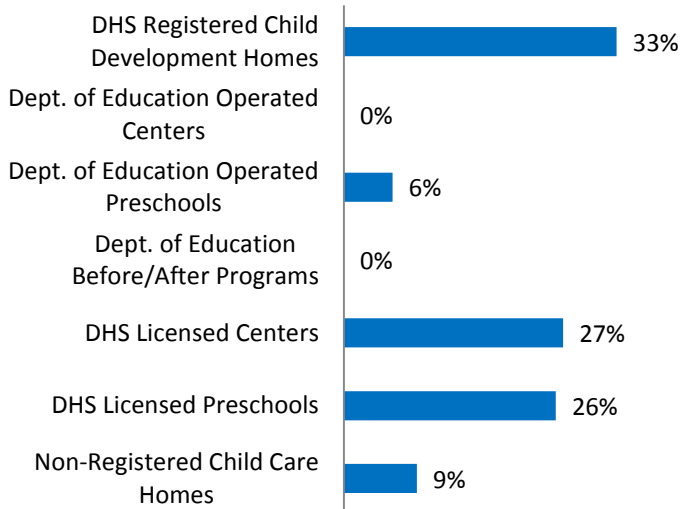 DHS Registered Child
Development Homes
33%
Dept. of Education Operated
Centers
0%
Dept. of Education Operated
Preschools
6%
Dept. of Education
Before/After Programs
0%
DHS Licensed Centers
27%
DHS Licensed Preschools
26%
Non-Registered Child Care
Homes
9%